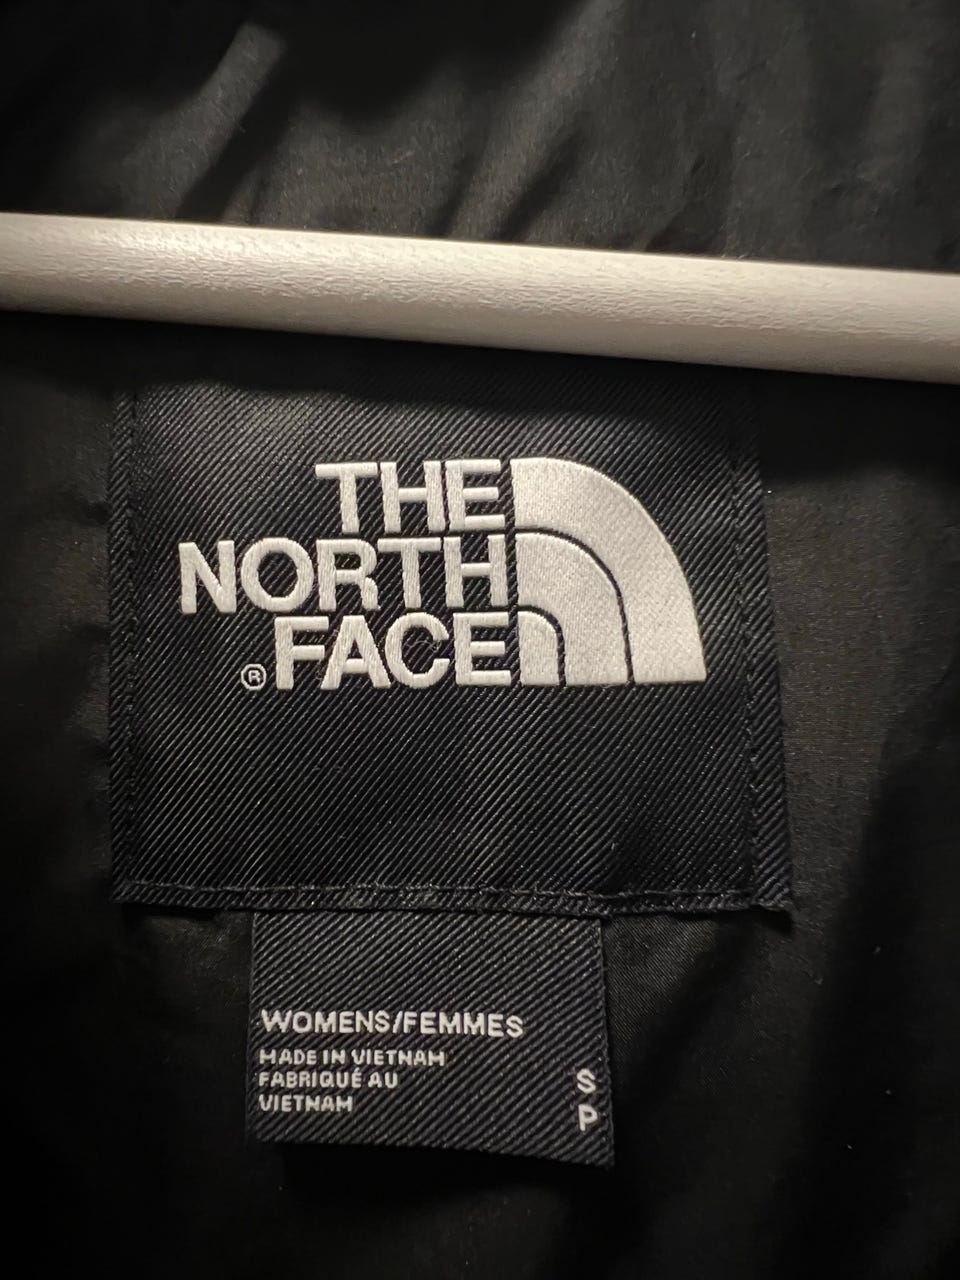 THE
NORTH
® FACE
WOMENS/FEMMES
MADE IN VIETNAM
FABRIQUÉ AU
VIETNAM
S
P